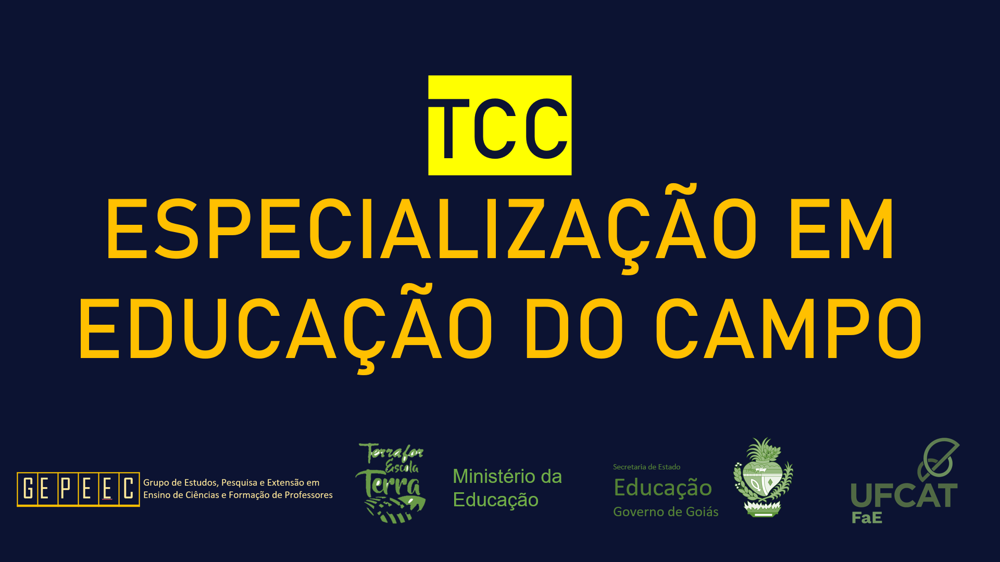 TCC
ESPECIALIZAÇÃO EM
EDUCAÇÃO DO CAMPO
GEPEEC
Grupo de Estudos, Pesquisa e Extensão em
Ensino de Ciências e Formação de Professores
Terrafor
Escola
Terra
Ministério da
Educação
Secretaria de Estado
Educação
Governo de Goiás
UFCAT
FaE